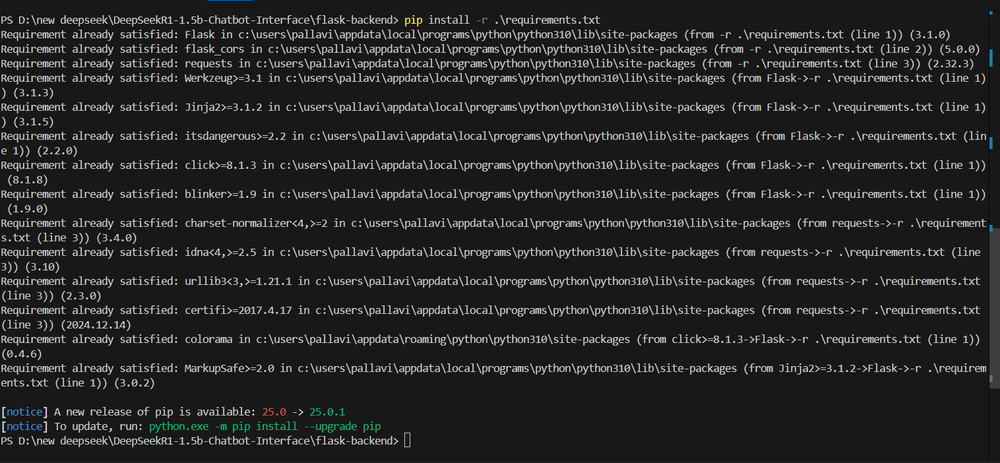 PS D:\new deepseek\DeepSeekR1-1.5b-Chatbot-Interface\flask-backend> pip install -r .\requirements.txt
Requirement already satisfied: Flask in c:\users\pallavi\appdata\local\programs\python\python310\lib\site-packages (from -r .\requirements.txt (line 1)) (3.1.0)
Requirement already satisfied: flask_cors in c:\users\pallavi\appdata\local\programs\python\python310\lib\site-packages (from -r .\requirements.txt (line 2)) (5.0.0)
Requirement already satisfied: requests in c:\users\pallavi\appdata\local\programs\python\python310\lib\site-packages (from -r .\requirements.txt (line 3)) (2.32.3)
Requirement already satisfied: Werkzeug>=3.1 in c:\users\pallavi\appdata\local\programs\python\python310\lib\site-packages (from Flask->-r .\requirements.txt (line 1)
) (3.1.3)
Requirement already satisfied: Jinja2>=3.1.2 in c:\users\pallavi\appdata\local\programs\python\python310\lib\site-packages (from Flask->-r .\requirements.txt (line 1)
) (3.1.5)
Requirement already satisfied: itsdangerous>=2.2 in c:\users\pallavi\appdata\local\programs\python\python310\lib\site-packages (from Flask->-r .\requirements.txt (lin
e 1)) (2.2.0)
Requirement already satisfied: click>=8.1.3 in c:\users\pallavi\appdata\local\programs\python\python310\lib\site-packages (from Flask->-r .\requirements.txt (line 1))
 (8.1.8)
Requirement already satisfied: blinker>=1.9 in c:\users\pallavi\appdata\local\programs\python\python310\lib\site-packages (from Flask->-r .\requirements.txt (line 1))
 (1.9.0)
Requirement already satisfied: charset-normalizer<4,>=2 in c:\users\pallavi\appdata\local\programs\python\python310\lib\site-packages (from requests->-r .\requirement
s.txt (line 3)) (3.4.0)
Requirement already satisfied: idna<4,>=2.5 in c:\users\pallavi\appdata\local\programs\python\python310\lib\site-packages (from requests->-r .\requirements.txt (line
3)) (3.10)
Requirement already satisfied: urllib3<3,>=1.21.1 in c:\users\pallavi\appdata\local\programs\python\python310\lib\site-packages (from requests->-r .\requirements.txt
(line 3)) (2.3.0)
Requirement already satisfied: certifi>=2017.4.17 in c:\users\pallavi\appdata\local\programs\python\python310\lib\site-packages (from requests->-r .\requirements.txt
(line 3)) (2024.12.14)
Requirement already satisfied: colorama in c:\users\pallavi\appdata\roaming\python\python310\site-packages (from click>=8.1.3->Flask->-r .\requirements.txt (line 1))
(0.4.6)
Requirement already satisfied: MarkupSafe>=2.0 in c:\users\pallavi\appdata\local\programs\python\python310\lib\site-packages (from Jinja2>=3.1.2->Flask->-r .\requirem
ents.txt (line 1)) (3.0.2)

[notice] A new release of pip is available: 25.0 -> 25.0.1
[notice] To update, run: python.exe -m pip install --upgrade pip
PS D:\new deepseek\DeepSeekR1-1.5b-Chatbot-Interface\flask-backend>